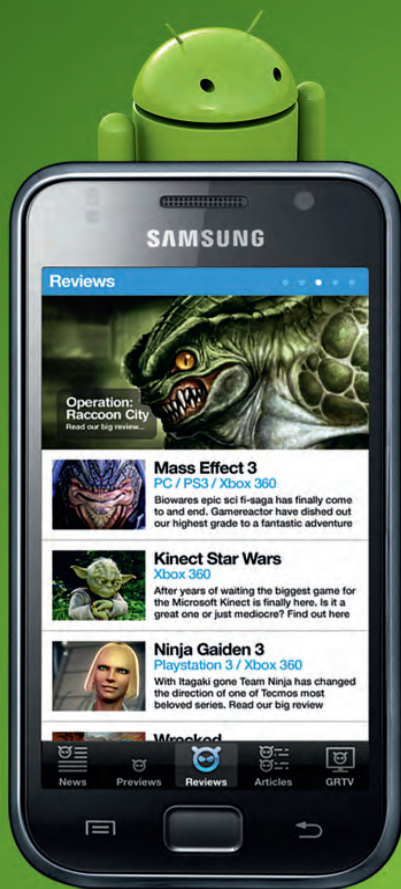 SAMSUNG
Reviews
Operation:
Raccoon City
Read our big review...
Mass Effect 3
PC / PS3 / Xbox 360
Biowares epic sci fi-saga has finally come
to and end. Gamereactor have dished out
our highest grade to a fantastic adventure
Kinect Star Wars
Xbox 360
After years of waiting the biggest game for
the Microsoft Kinect is finally here. Is it a
great one or just mediocre? Find out here
Ninja Gaiden 3
Playstation 3 / Xbox 360
With Itagaki gone Team Ninja has changed
the direction of one of Tecmos most
beloved series. Read our big review
Wrecked
News Previews Reviews Articles GRTV